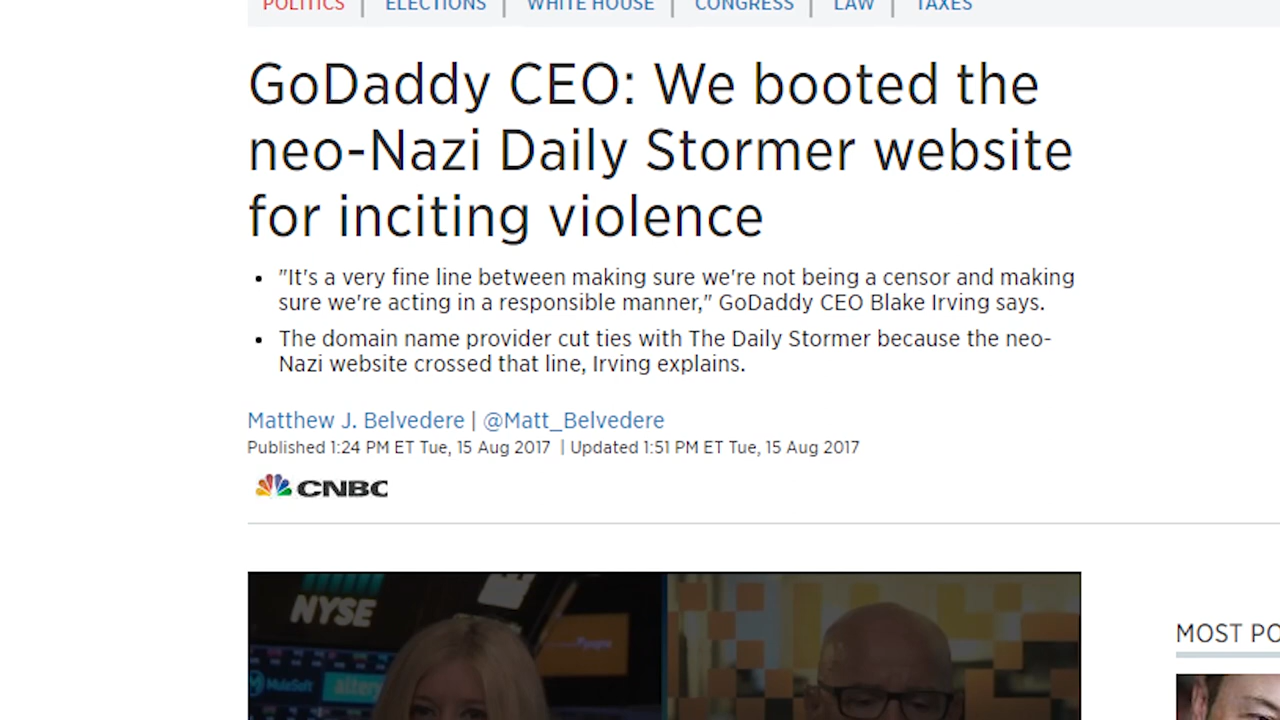 POLITICS | ELECTIONS | WHITE HOUSE | CONGRESS | LAW | TAXES
GoDaddy CEO: We booted the
neo-Nazi Daily Stormer website
for inciting violence
• "It's a very fine line between making sure we're not being a censor and making
sure we're acting in a responsible manner," GoDaddy CEO Blake Irving says.
• The domain name provider cut ties with The Daily Stormer because the neo-
Nazi website crossed that line, Irving explains.
Matthew J. Belvedere | @Matt_Belvedere
Published 1:24 PM ET Tue, 15 Aug 2017 | Updated 1:51 PM ET Tue, 15 Aug 2017
CNBC
NYSE
MOST PO
MuleSoft